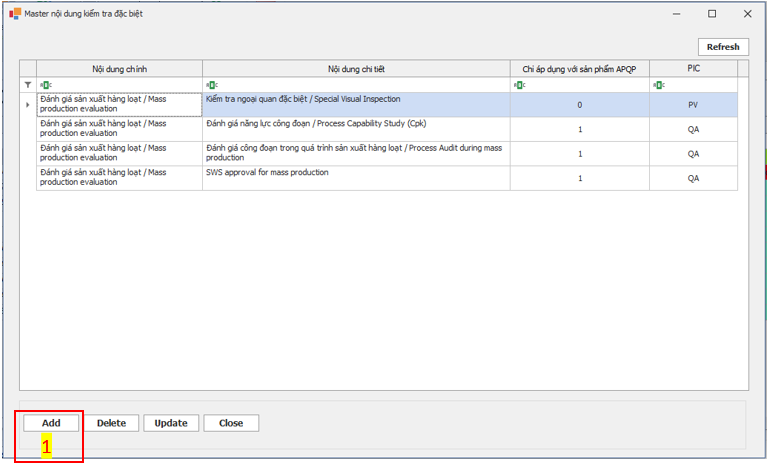 Master nội dung kiểm tra đặc biệt
Refresh
Nội dung chính
Nội dung chi tiết
Chỉ áp dụng với sản phẩm APQP
PIC
Đánh giá sản xuất hàng loạt / Mass
production evaluation
Kiểm tra ngoại quan đặc biệt / Special Visual Inspection
0
PV
Đánh giá sản xuất hàng loạt / Mass
production evaluation
Đánh giá năng lực công đoạn / Process Capability Study (Cpk)
1
QA
Đánh giá sản xuất hàng loạt / Mass
production evaluation
Đánh giá công đoạn trong quá trình sản xuất hàng loạt / Process Audit during mass
production
1
QA
Đánh giá sản xuất hàng loạt / Mass
production evaluation
SWS approval for mass production
1
QA
Add
Delete
Update
Close
1